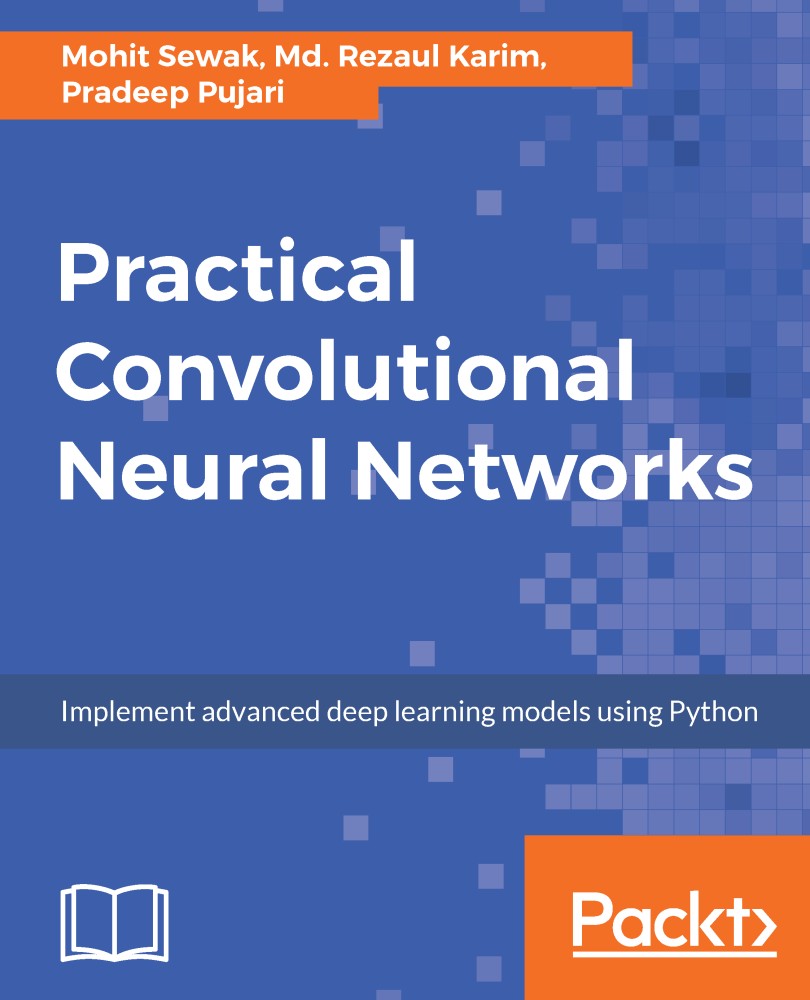 Mohit Sewak, Md. Rezaul Karim,
Pradeep Pujari
Practical
Convolutional
Neural Networks
Implement advanced deep learning models using Python
Packt>